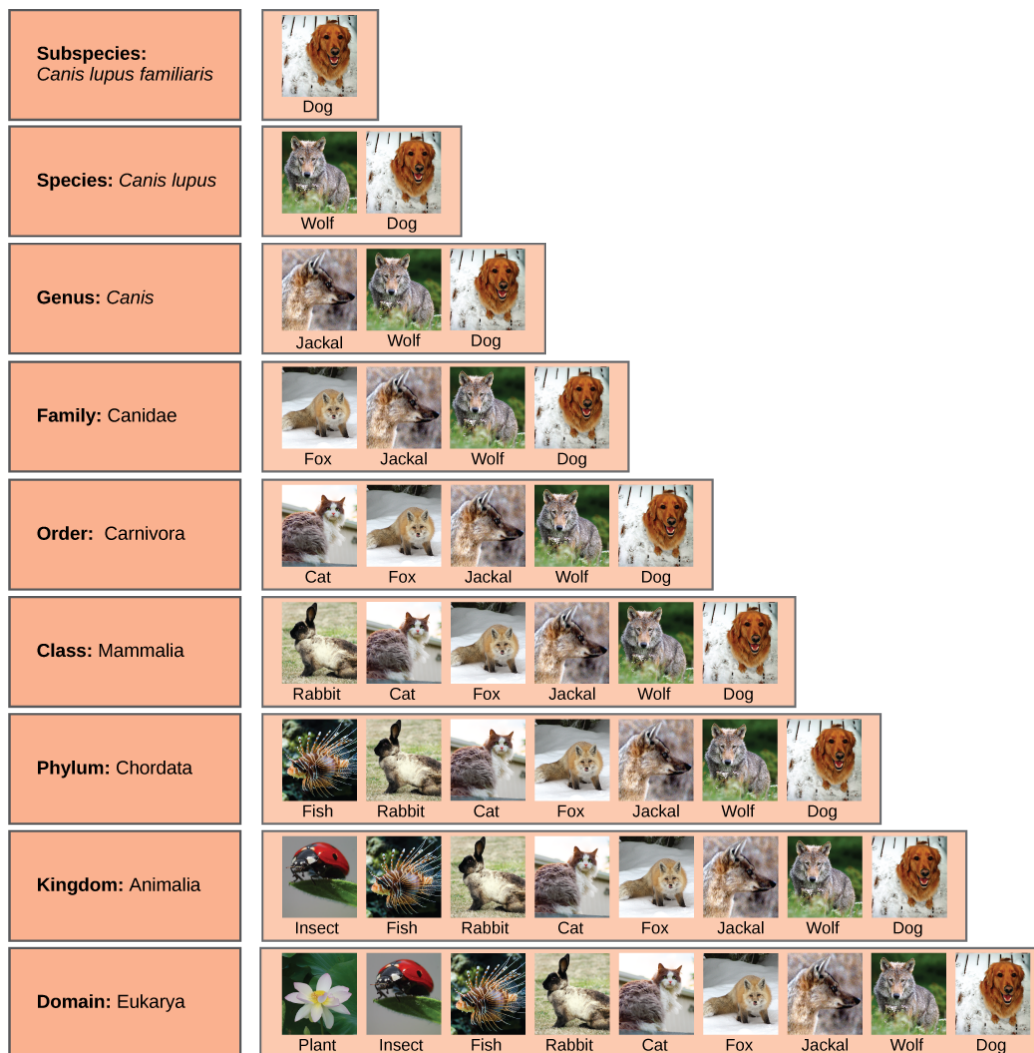 Subspecies:
Canis lupus familiaris
Dog
Species: Canis lupus
Wolf Dog
Genus: Canis
Jackal Wolf Dog
Family: Canidae
Fox Jackal Wolf Dog
Order: Carnivora
Cat Fox Jackal Wolf Dog
Class: Mammalia
Rabbit Cat Fox Jackal Wolf Dog
Phylum: Chordata
Fish Rabbit Cat Fox Jackal Wolf Dog
Kingdom: Animalia
Insect Fish Rabbit Cat Fox Jackal Wolf Dog
Domain: Eukarya
Plant Insect Fish Rabbit Cat Fox Jackal Wolf Dog